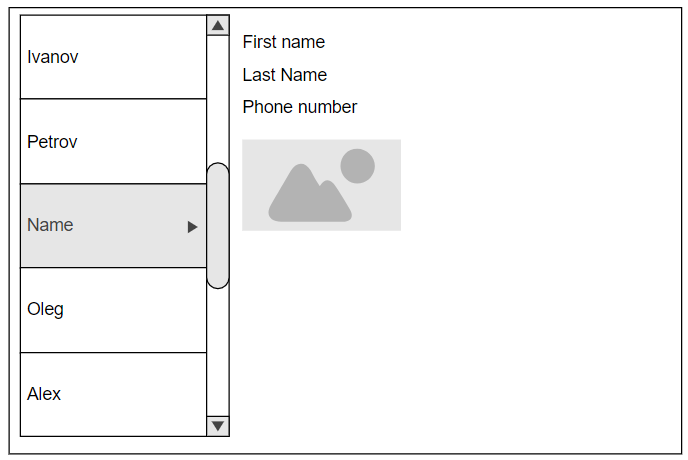 Ivanov
Petrov
Name
Oleg
Alex
First name
Last Name
Phone number